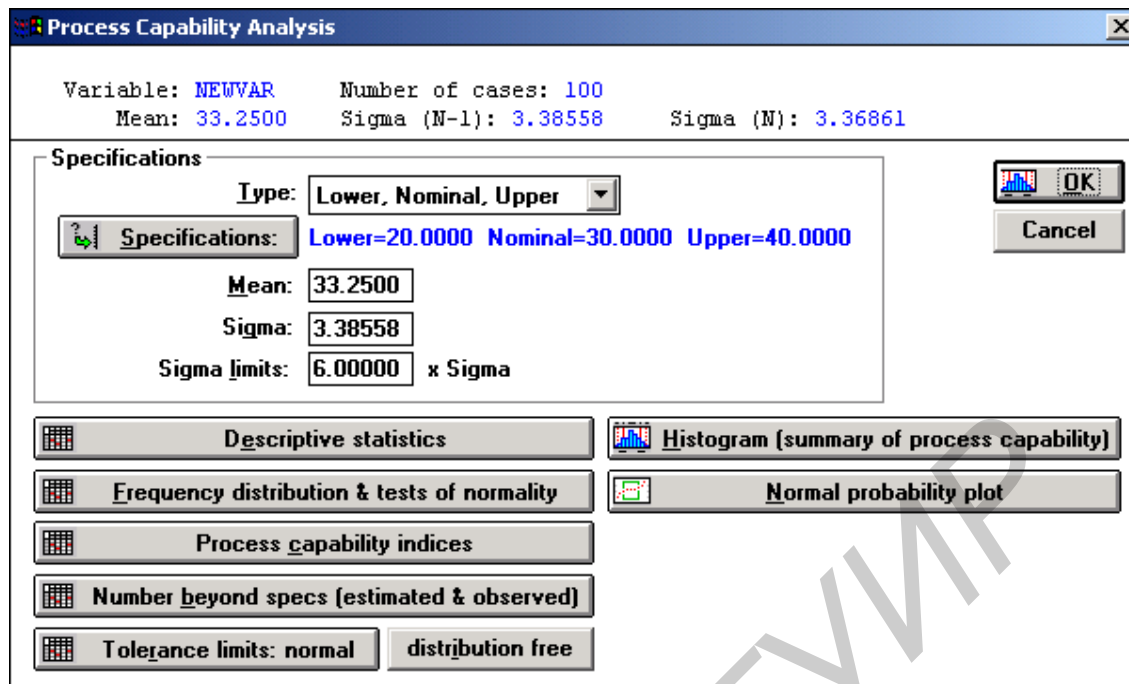 Process Capability Analysis
Variable: NEWVAR Number of cases: 100
Mean: 33.2500 Sigma (N-1): 3.38558 Sigma (N): 3.36861
Specifications
Type: Lower, Nominal, Upper
OK
Specifications: Lower=20.0000 Nominal=30.0000 Upper=40.0000
Cancel
Mean: 33.2500
Sigma: 3.38558
Sigma limits: 6.00000 x Sigma
Descriptive statistics
Histogram (summary of process capability)
Frequency distribution & tests of normality
Normal probability plot
Process capability indices
Number beyond specs (estimated & observed)
Tolerance limits: normal
distribution free
ГУИР